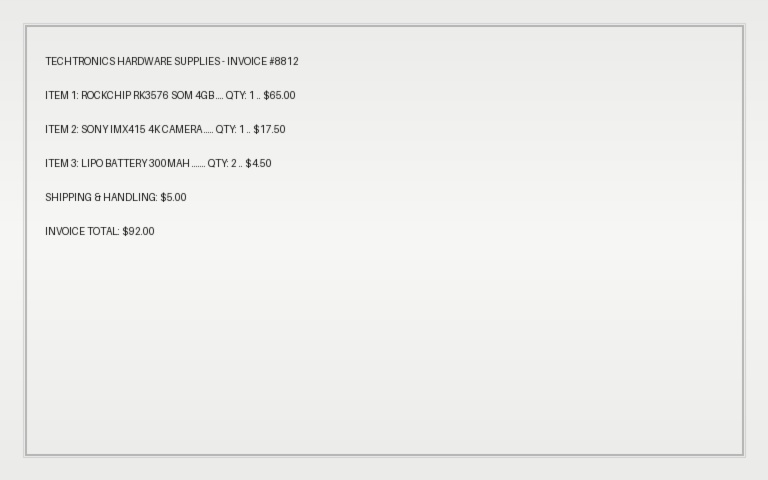 TECHTRONICS HARDWARE SUPPLIES - INVOICE #8812
ITEM 1: ROCKCHIP RK3576 SOM 4GB.... QTY: 1 .. $65.00
ITEM 2: SONY IMX415 4K CAMERA..... QTY: 1 .. $17.50
ITEM 3: LIPO BATTERY 300MAH ....... QTY: 2 .. $4.50
SHIPPING & HANDLING: $5.00
INVOICE TOTAL: $92.00